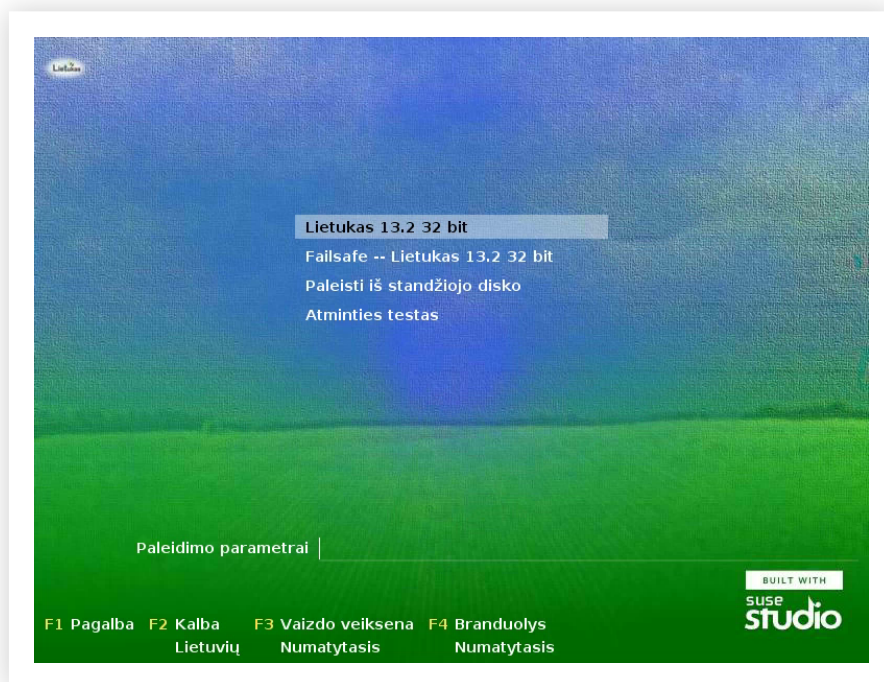 Lietukas
Lietukas 13.2 32 bit
Failsafe -- Lietukas 13.2 32 bit
Paleisti iš standžiojo disko
Atminties testas
Paleidimo parametrai
BUILT WITH
suse
studio
F1 Pagalba F2 Kalba F3 Vaizdo veiksena F4 Branduolys
Lietuvių Numatytasis Numatytasis